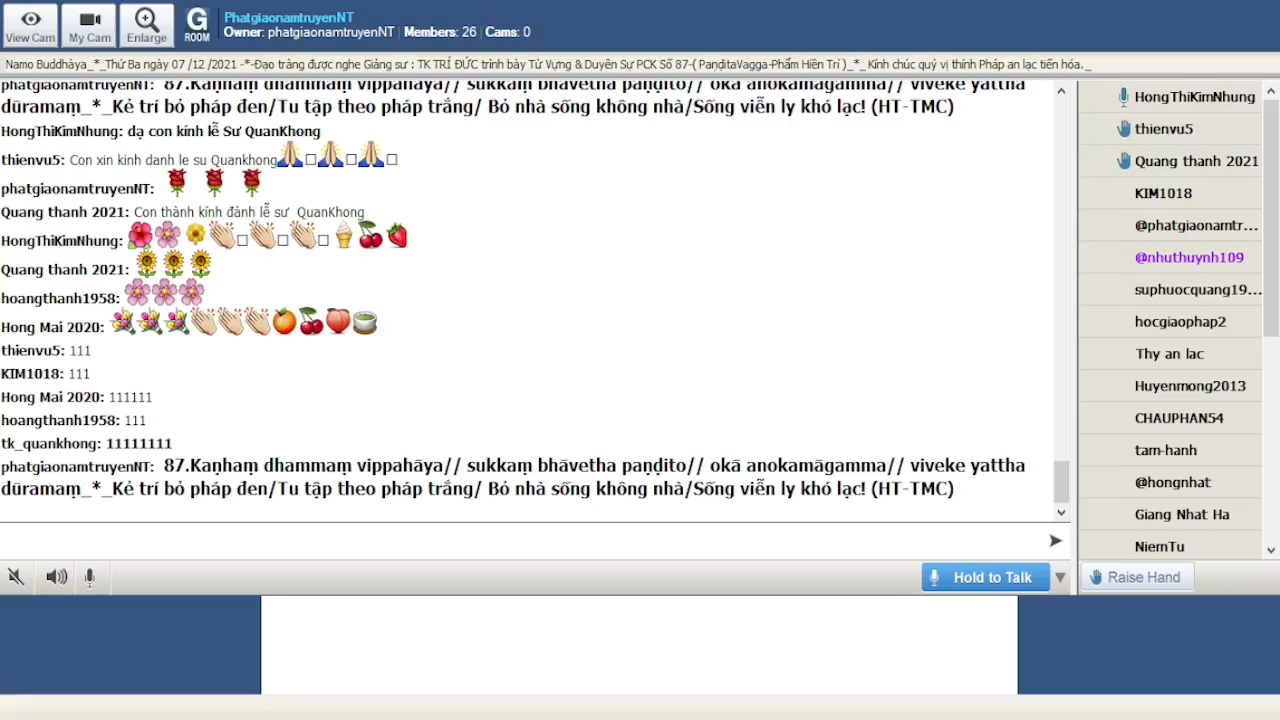 View Cam
My Cam
Enlarge
G
ROOM
PhatgiaonamtruyenNT
Owner: phatgiaonamtruyenNT | Members: 26 | Cams: 0
Namo Buddhàya_*_Thứ Ba ngày 07 /12 /2021 -*-Đạo tràng được nghe Giảng sư : TK TRÍ ĐỨC trình bày Từ Vựng & Duyên Sự PCK Số 87-( PaṇḍitaVagga-Phẩm Hiền Trí )_*_ Kính chúc quý vị thính Pháp an lạc tiến hóa._
phatgiaonamtruyenNT: 87.Kaṇhaṃ dhammaṃ vippahāya// sukkaṃ bhāvetha paṇḍito// okā anokamāgamma// viveke yattha
dūramaṃ_*_Kẻ trí bỏ pháp đen/Tu tập theo pháp trắng/ Bỏ nhà sống không nhà/Sống viễn ly khó lạc! (HT-TMC)
HongThiKimNhung: dạ con kính lễ Sư QuanKhong
thienvu5: Con xin kinh danh le su Quankhong
phatgiaonamtruyenNT:
Quang thanh 2021: Con thành kính đảnh lễ sư QuanKhong
HongThiKimNhung:
Quang thanh 2021:
hoangthanh1958:
Hong Mai 2020:
thienvu5: 111
KIM1018: 111
Hong Mai 2020: 111111
hoangthanh1958: 111
tk_quankhong: 11111111
phatgiaonamtruyenNT: 87.Kaṇhaṃ dhammaṃ vippahāya// sukkaṃ bhāvetha paṇḍito// okā anokamāgamma// viveke yattha
dūramaṃ_*_Kẻ trí bỏ pháp đen/Tu tập theo pháp trắng/ Bỏ nhà sống không nhà/Sống viễn ly khó lạc! (HT-TMC)
Hold to Talk
HongThiKimNhung
thienvu5
Quang thanh 2021
KIM1018
@phatgiaonamtr...
@nhuthuynh109
suphuocquang19...
hocgiaophap2
Thy an lac
Huyenmong2013
CHAUPHAN54
tam-hanh
@hongnhat
Giang Nhat Ha
NiemTu
Raise Hand